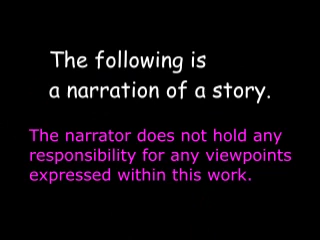 The following is
a narration of a story.
The narrator does not hold any
responsibility for any viewpoints
expressed within this work.